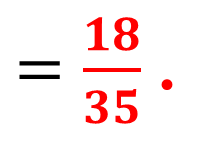 = 18/35 .